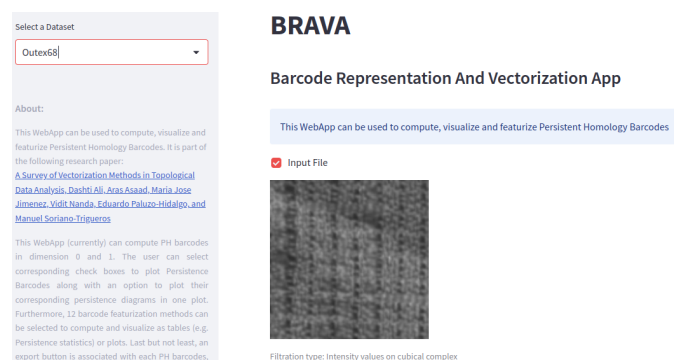 Select a Dataset
Outex68
About:
This WebApp can be used to compute, visualize and
featurize Persistent Homology Barcodes. It is part of
the following research paper:
A Survey of Vectorization Methods in Topological
Data Analysis, Dashti Ali, Aras Asaad, Maria Jose
Jimenez, Vidit Nanda, Eduardo Paluzo-Hidalgo, and
Manuel Soriano-Trigueros
This WebApp (currently) can compute PH barcodes
in dimension 0 and 1. The user can select
corresponding check boxes to plot Persistence
Barcodes along with an option to plot their
corresponding persistence diagrams in one plot.
Furthermore, 12 barcode featurization methods can
be selected to compute and visualize as tables (e.g.
Persistence statistics) or plots. Last but not least, an
export button is associated with each PH barcodes,
BRAVA
Barcode Representation And Vectorization App
This WebApp can be used to compute, visualize and featurize Persistent Homology Barcodes
Input File
Filtration type: Intensity values on cubical complex